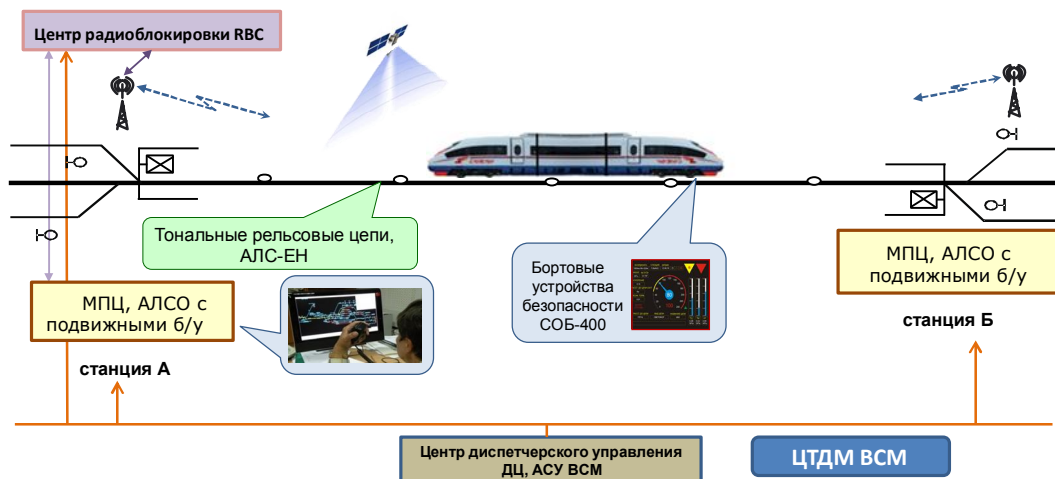 Центр радиоблокировки RBC
Тональные рельсовые цепи,
АЛС-ЕН
Бортовые
устройства
безопасности
СОБ-400
МПЦ, АЛСО с
подвижными б/у
станция Б
МПЦ, АЛСО с
подвижными б/у
станция А
Центр диспетчерского управления
ДЦ, АСУ ВСМ
ЦТДМ ВСМ